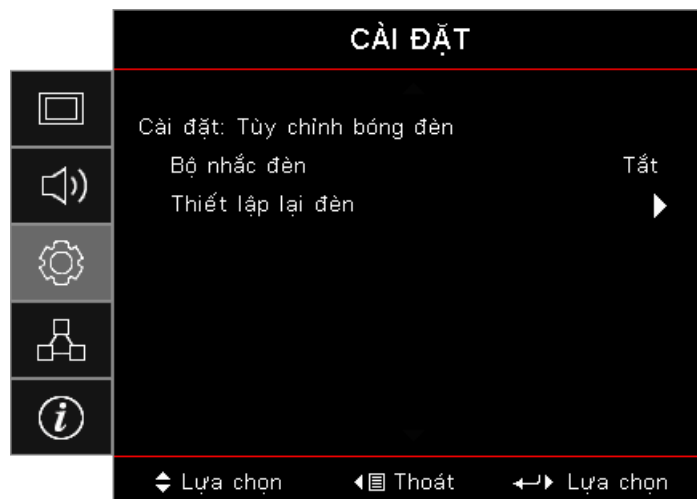 CÀI ĐẶT
Cài đặt: Tùy chỉnh bóng đèn
Bộ nhắc đèn Tắt
Thiết lập lại đèn
Lựa chọn Thoát Lựa chọn